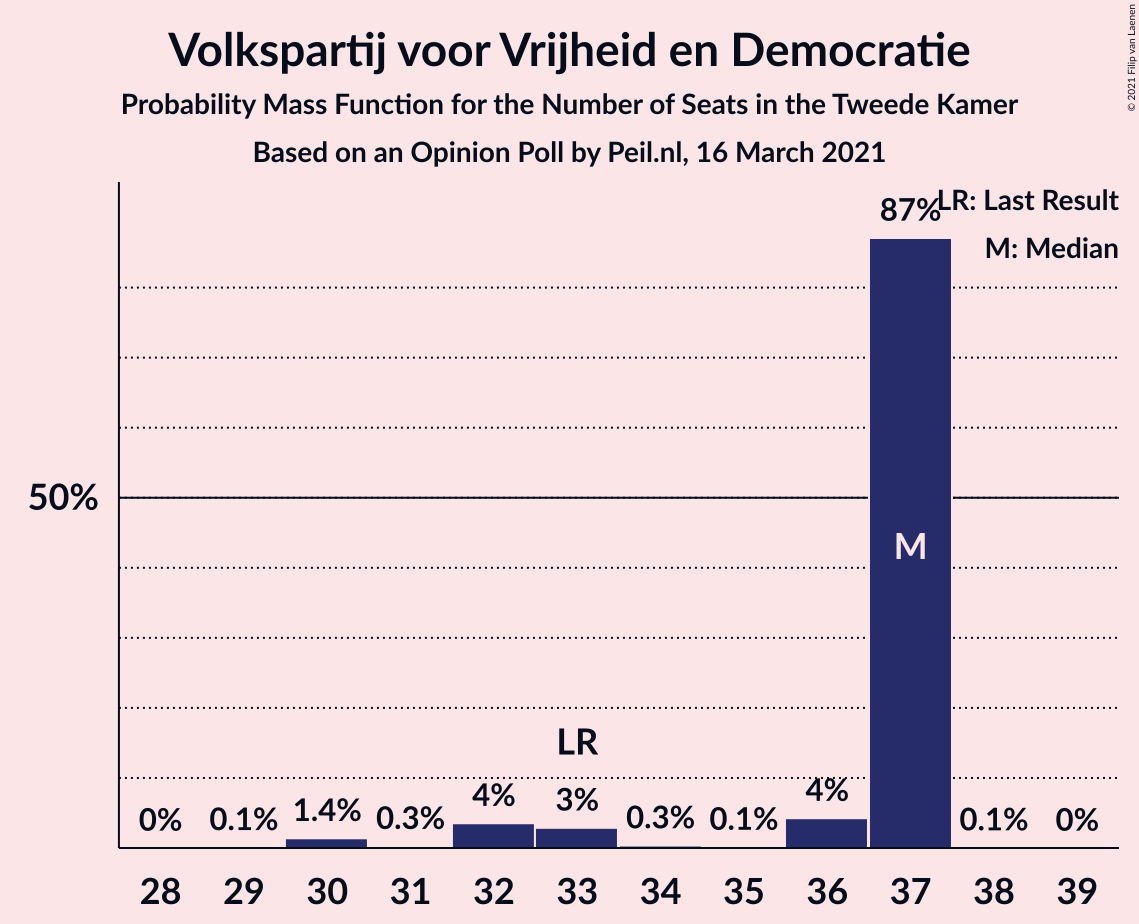 Volkspartij voor Vrijheid en Democratie
Probability Mass Function for the Number of Seats in the Tweede Kamer
Based on an Opinion Poll by Peil.nl, 16 March 2021
© 2021 Filip van Laenen
LR: Last Result
M: Median
87%
50%
M
LR
0% 0.1% 1.4% 0.3% 4% 3% 0.3% 0.1% 4% 0.1% 0%
28 29 30 31 32 33 34 35 36 37 38 39